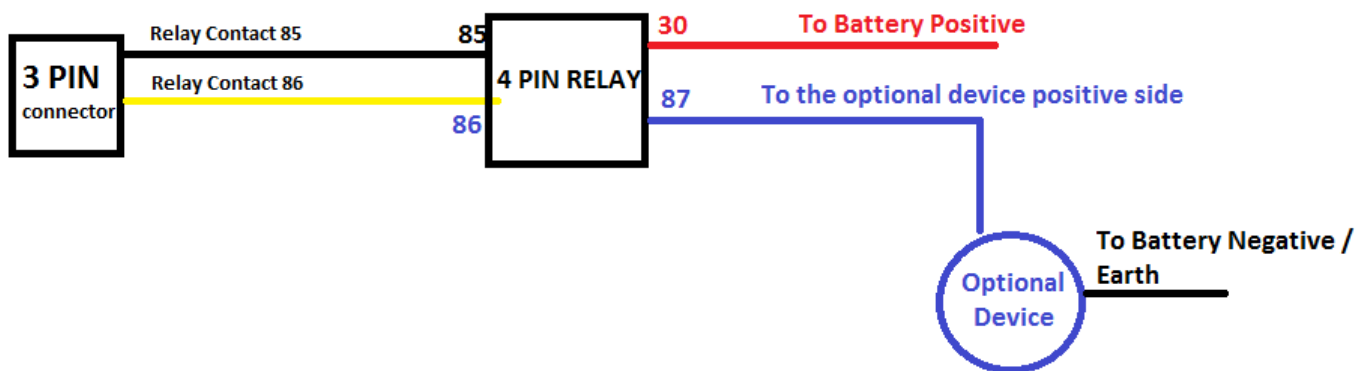 Relay Contact 85
85
30
To Battery Positive
3 PIN
connector
Relay Contact 86
4 PIN RELAY
86
87
To the optional device positive side
To Battery Negative /
Earth
Optional
Device